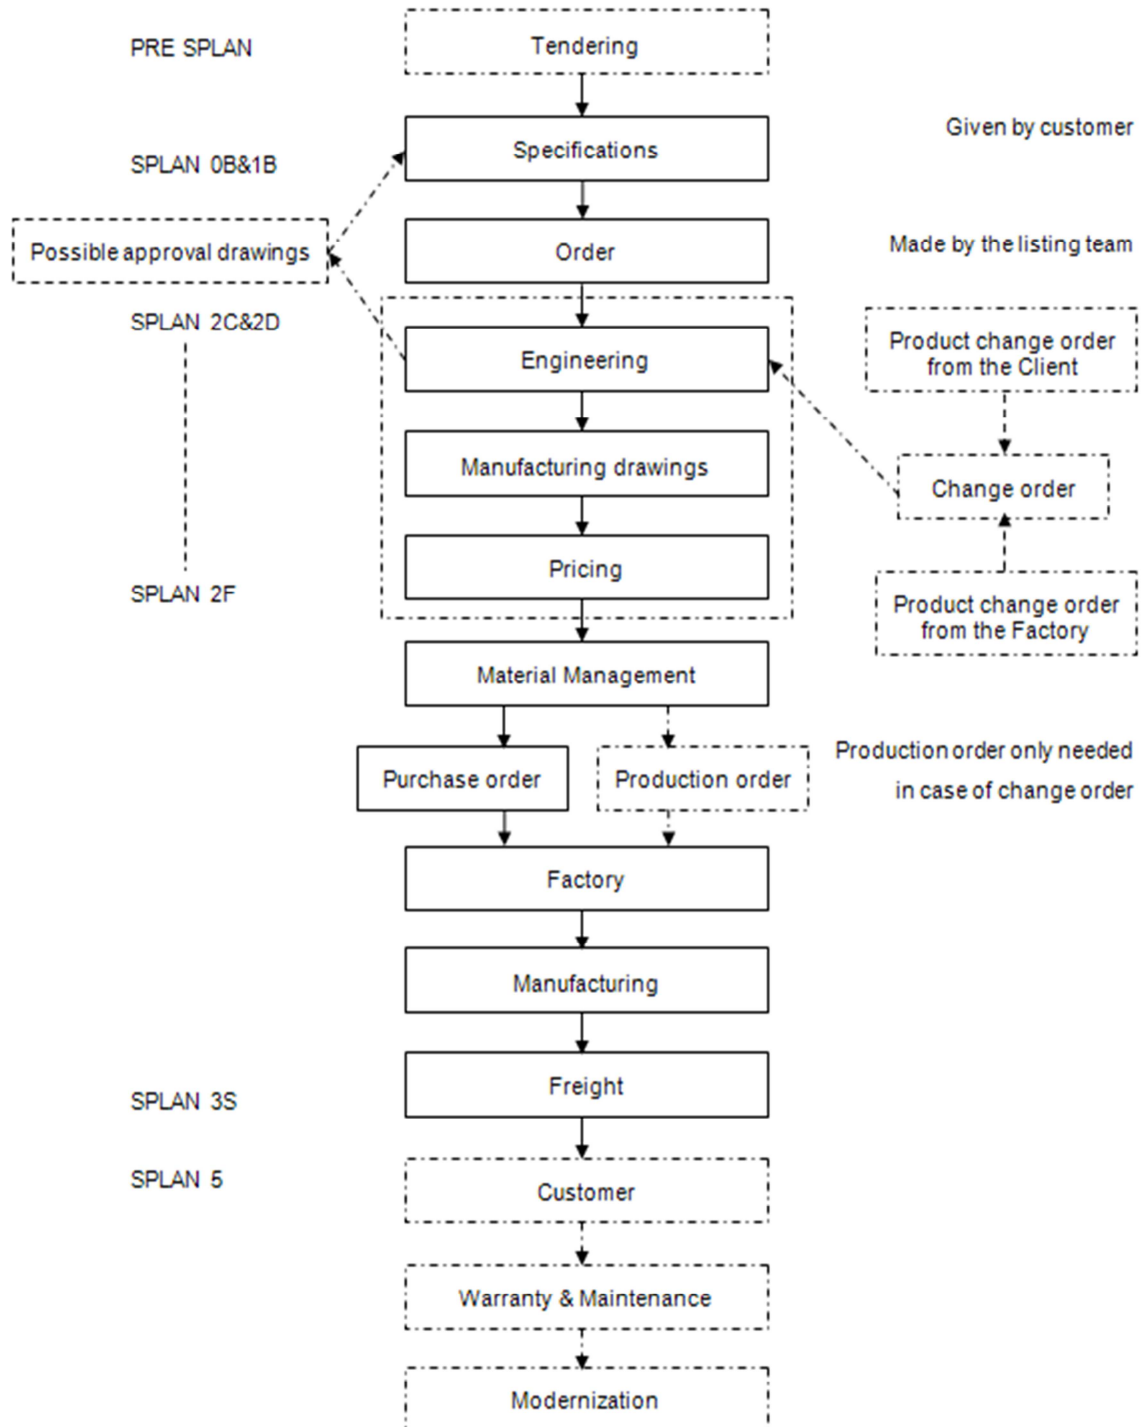 PRE SPLAN
Tendering
Given by customer
Specifications
SPLAN 0B&1B
Possible approval drawings
Order
Made by the listing team
SPLAN 2C&2D
Engineering
Product change order
from the Client
Manufacturing drawings
Change order
Pricing
SPLAN 2F
Product change order
from the Factory
Material Management
Purchase order
Production order
Production order only needed
in case of change order
Factory
Manufacturing
Freight
SPLAN 3S
SPLAN 5
Customer
Warranty & Maintenance
Modernization